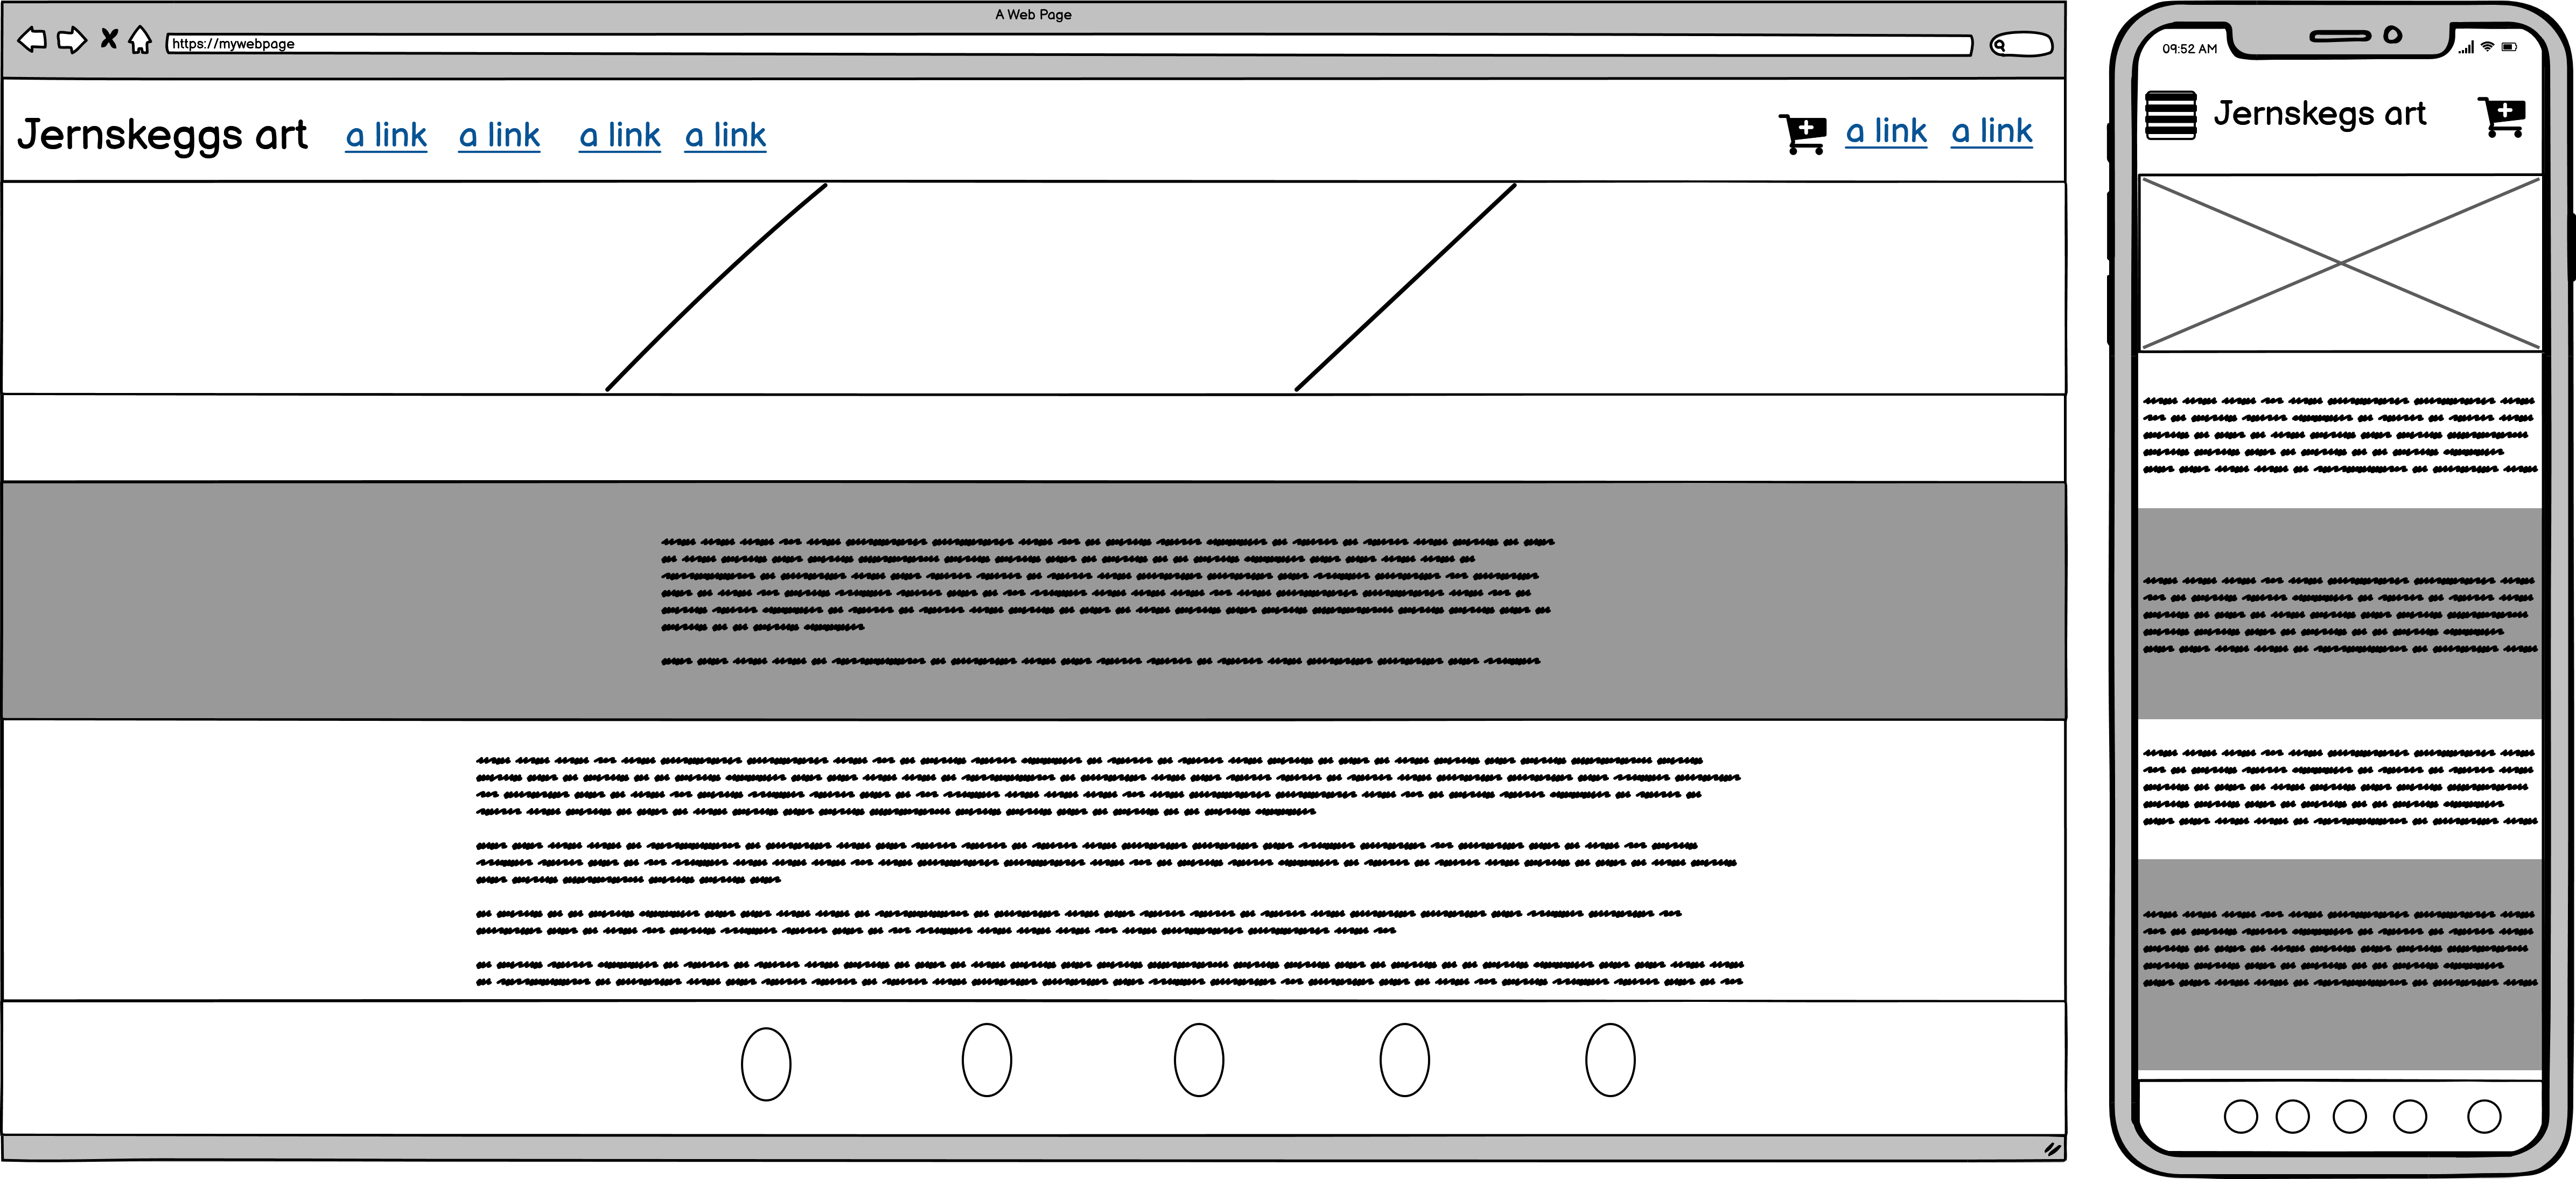 A Web Page
https://mywebpage
Jernskeggs art a link a link a link a link a link a link
09:52 AM
Jernskegs art